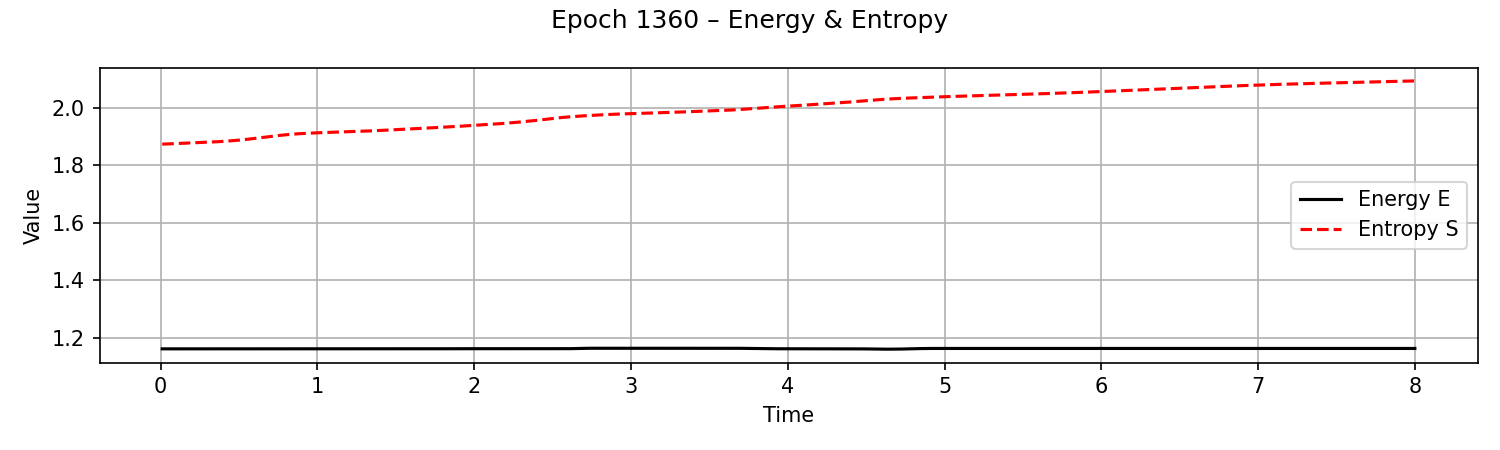 Epoch 1360 – Energy & Entropy
Value
2.0
1.8
1.6
1.4
1.2
Energy E
Entropy S
0 1 2 3 4 5 6 7 8
Time